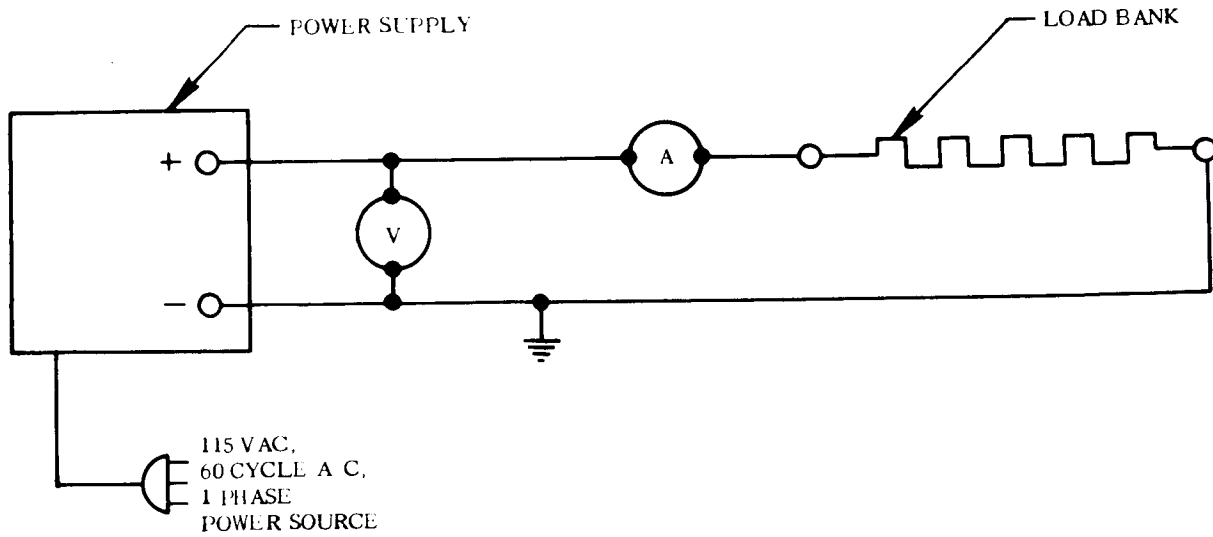 POWER SUPPLY
LOAD BANK
+
A
V
−
115 VAC,
60 CYCLE A C,
1 PHASE
POWER SOURCE